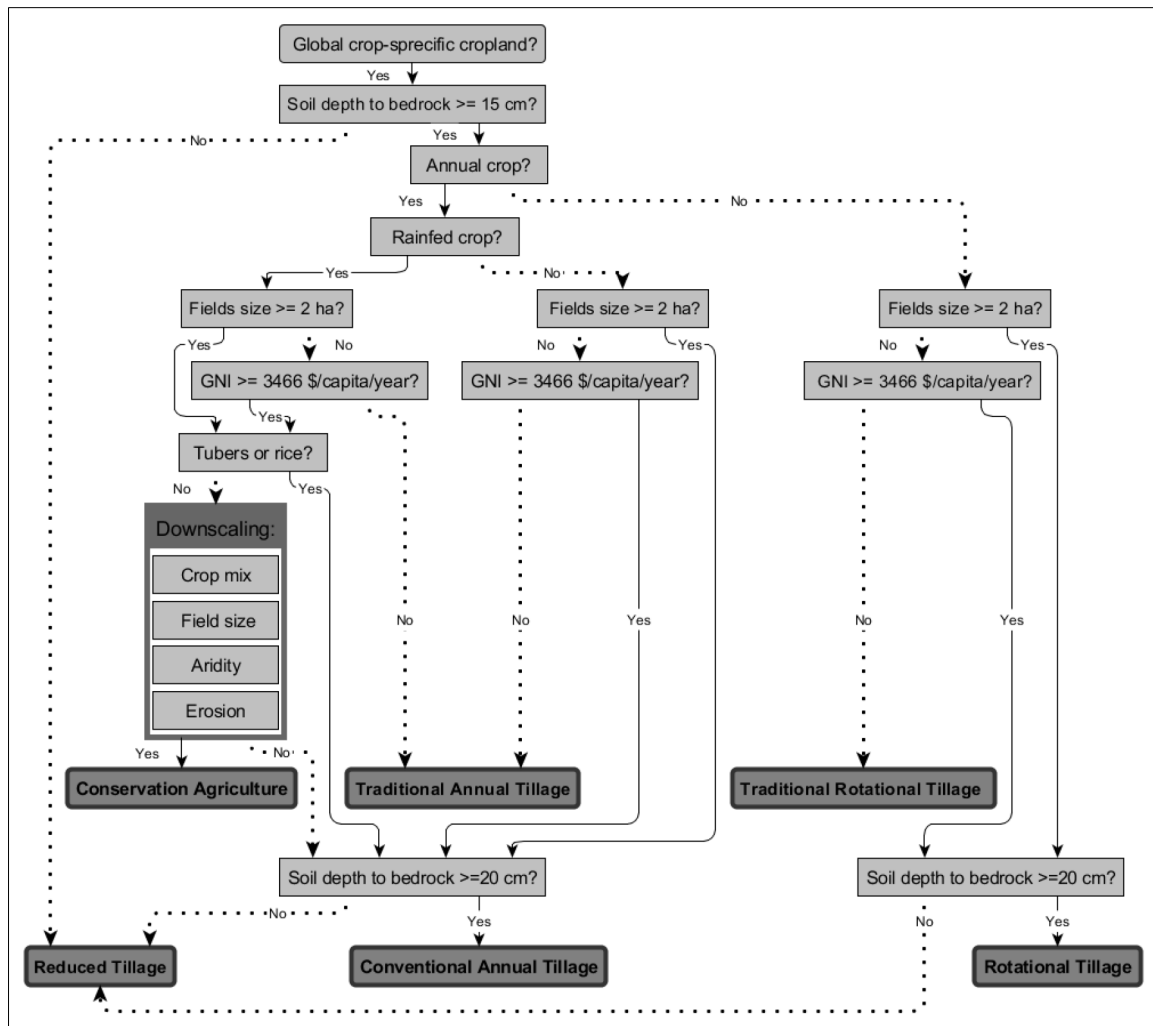 Global crop-sprecific cropland?
Yes
Soil depth to bedrock >= 15 cm?
No
Yes
Annual crop?
Yes
No
Rainfed crop?
Yes
No
Fields size >= 2 ha?
Fields size >= 2 ha?
Fields size >= 2 ha?
Yes
No
No
Yes
No
Yes
GNI >= 3466 $/capita/year?
GNI >= 3466 $/capita/year?
GNI >= 3466 $/capita/year?
Yes
Tubers or rice?
No
Yes
Downscaling:
Crop mix
Field size
Aridity
Erosion
No
No
Yes
No
Yes
Yes
No
Conservation Agriculture
Traditional Annual Tillage
Traditional Rotational Tillage
Soil depth to bedrock >=20 cm?
Soil depth to bedrock >=20 cm?
No
Yes
No
Yes
Reduced Tillage
Conventional Annual Tillage
Rotational Tillage